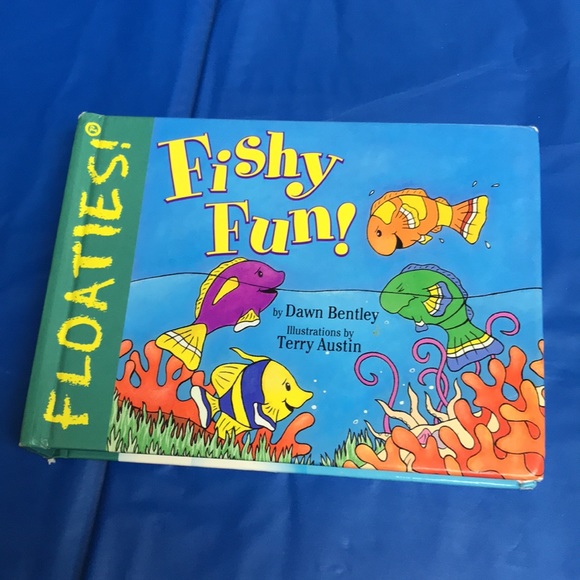 FLOATIES!®
Fishy
Fun!
by Dawn Bentley
Illustrations by
Terry Austin